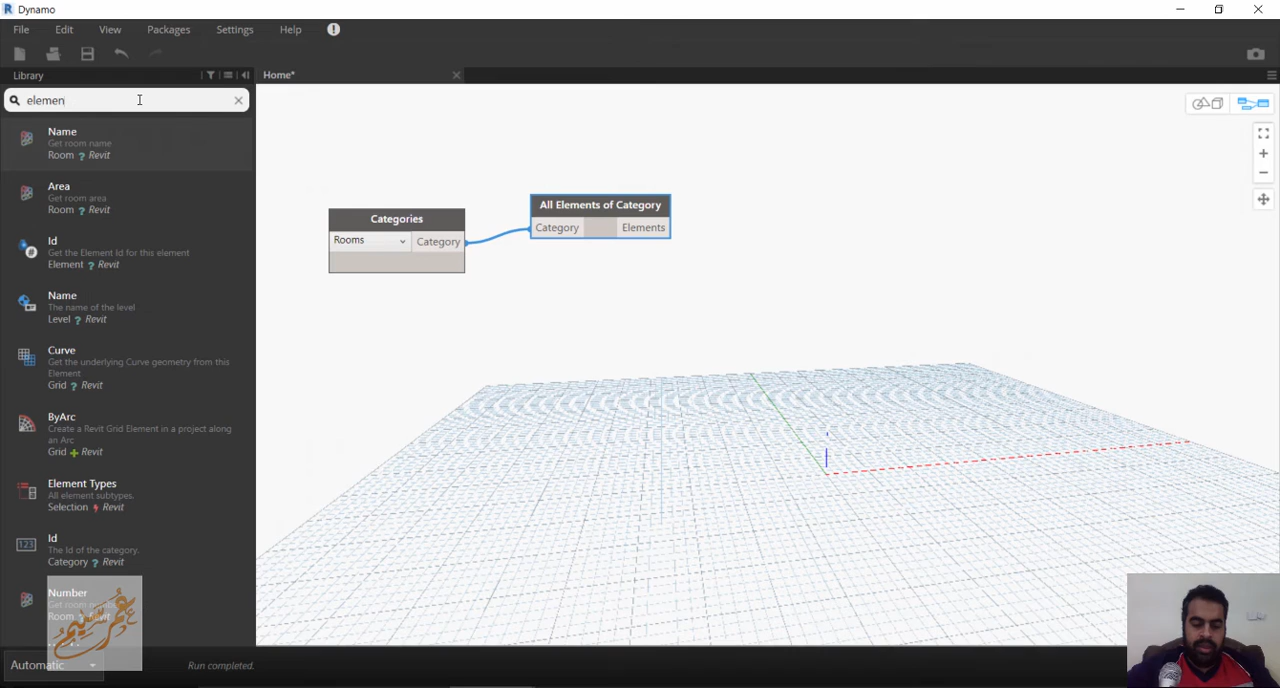 Dynamo
File Edit View Packages Settings Help
Library
Home*
elemen
Name
Get room name
Room ? Revit
Area
Get room area
Room ? Revit
Id
Get the Element Id for this element
Element ? Revit
Name
The name of the level
Level ? Revit
Curve
Get the underlying Curve geometry from this
Element
Grid ? Revit
ByArc
Create a Revit Grid Element in a project along
an Arc
Grid + Revit
Element Types
All element subtypes.
Selection Revit
Id
The Id of the category.
Category ? Revit
Number
Get room
Room ? Revit
Automatic
Run completed.
Categories
Rooms
Category
All Elements of Category
Category
Elements